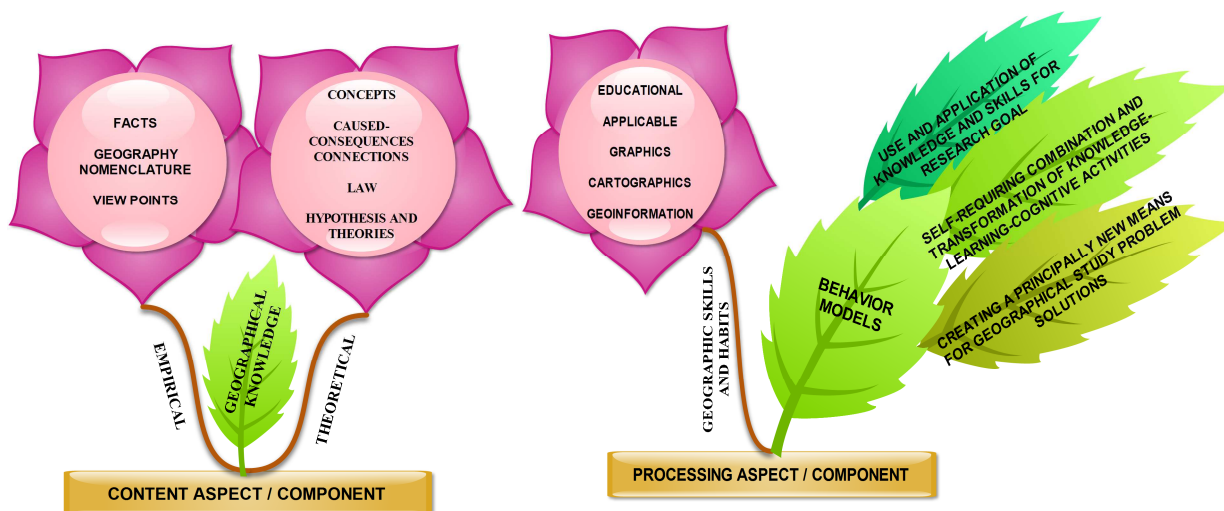 FACTS
GEOGRAPHY
NOMENCLATURE
VIEW POINTS
CONCEPTS
CAUSED-
CONSEQUENCES
CONNECTIONS
LAW
HYPOTHESIS AND
THEORIES
EMPIRICAL
GEOGRAPHICAL
KNOWLEDGE
THEORETICAL
CONTENT ASPECT / COMPONENT
EDUCATIONAL
APPLICABLE
GRAPHICS
CARTOGRAPHICS
GEOINFORMATION
GEOGRAPHIC SKILLS
AND HABITS
BEHAVIOR
MODELS
USE AND APPLICATION OF
KNOWLEDGE AND SKILLS FOR
RESEARCH GOAL
SELF-REQUIRING COMBINATION AND
TRANSFORMATION OF KNOWLEDGE-
LEARNING-COGNITIVE ACTIVITIES
CREATING A PRINCIPALLY NEW MEANS
FOR GEOGRAPHICAL STUDY PROBLEM
SOLUTIONS
PROCESSING ASPECT / COMPONENT